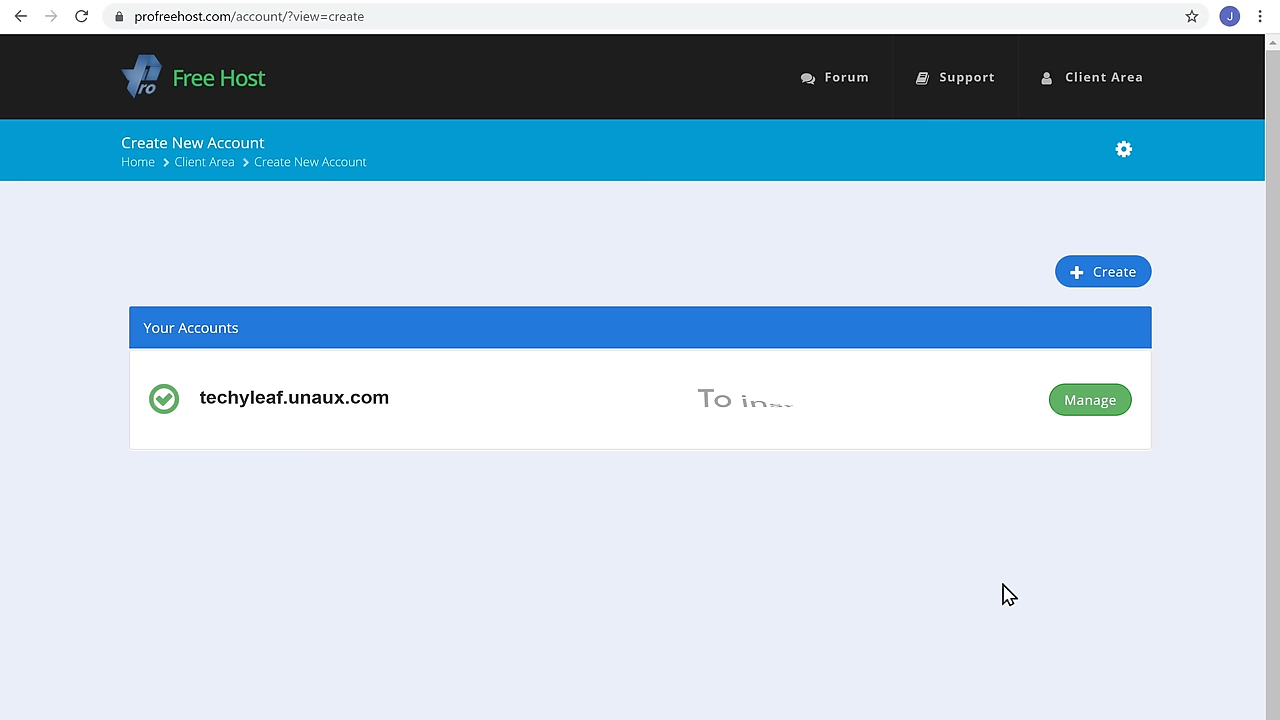 profreehost.com/account/?view=create
J
ro Free Host
Forum
Support
Client Area
Create New Account
Home
Client Area
Create New Account
Create
Your Accounts
techyleaf.unaux.com
To
Manage